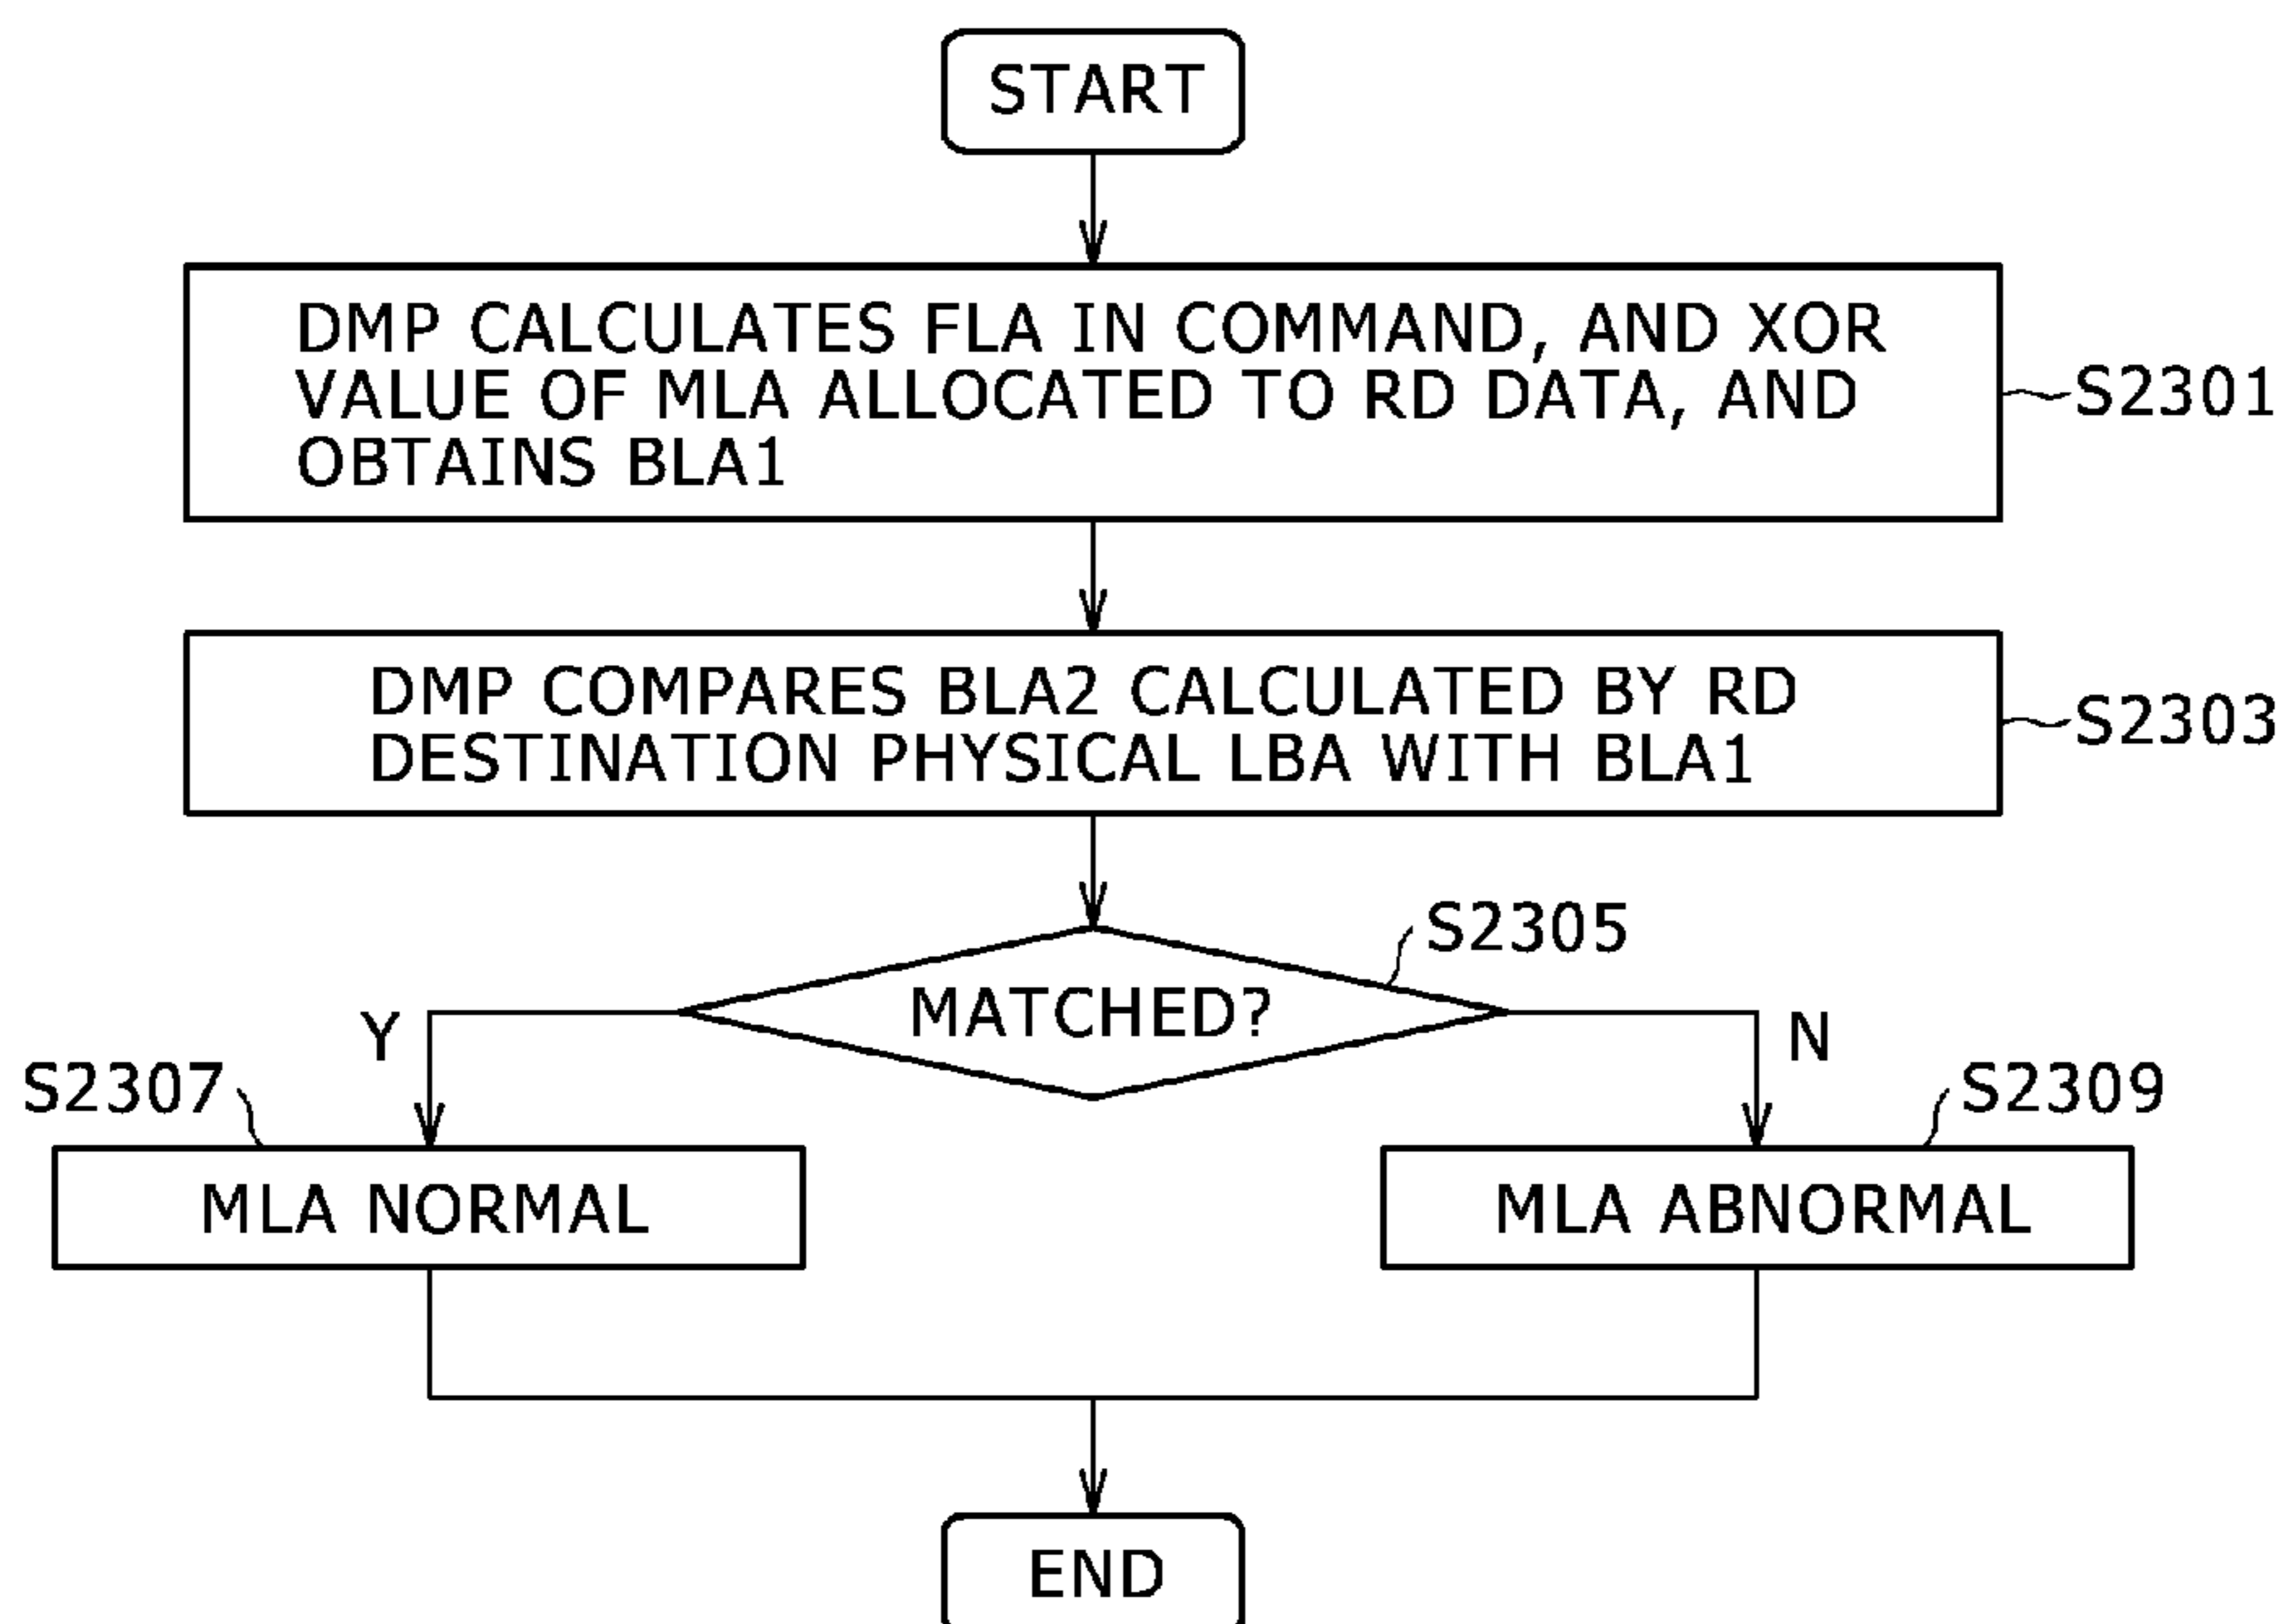 START
DMP CALCULATES FLA IN COMMAND, AND XOR
VALUE OF MLA ALLOCATED TO RD DATA, AND
OBTAINS BLA1
S2301
DMP COMPARES BLA2 CALCULATED BY RD
DESTINATION PHYSICAL LBA WITH BLA1
S2303
S2305
MATCHED?
Y
N
S2307
S2309
MLA NORMAL
MLA ABNORMAL
END